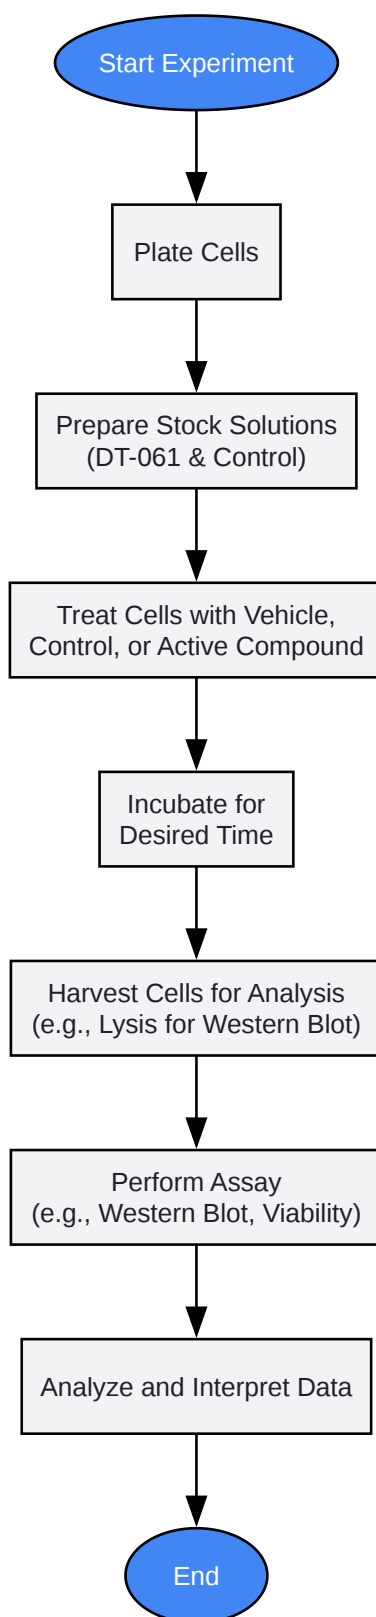 Start Experiment
Plate Cells
Prepare Stock Solutions
(DT-061 & Control)
Treat Cells with Vehicle,
Control, or Active Compound
Incubate for
Desired Time
Harvest Cells for Analysis
(e.g., Lysis for Western Blot)
Perform Assay
(e.g., Western Blot, Viability)
Analyze and Interpret Data
End